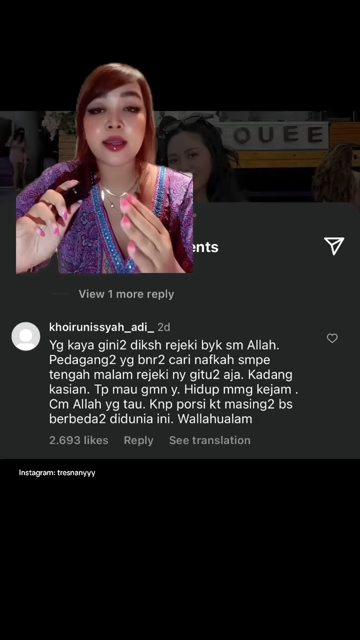 QUEE
ents
View 1 more reply
khoirunissyah_adi_ 2d
Yg kaya gini2 diksh rejeki byk sm Allah.
Pedagang2 yg bnr2 cari nafkah smpe
tengah malam rejeki ny gitu2 aja. Kadang
kasian. Tp mau gmn y. Hidup mmg kejam .
Cm Allah yg tau. Knp porsi kt masing2 bs
berbeda2 didunia ini. Wallahualam
2.693 likes Reply See translation
Instagram: tresnanyyy